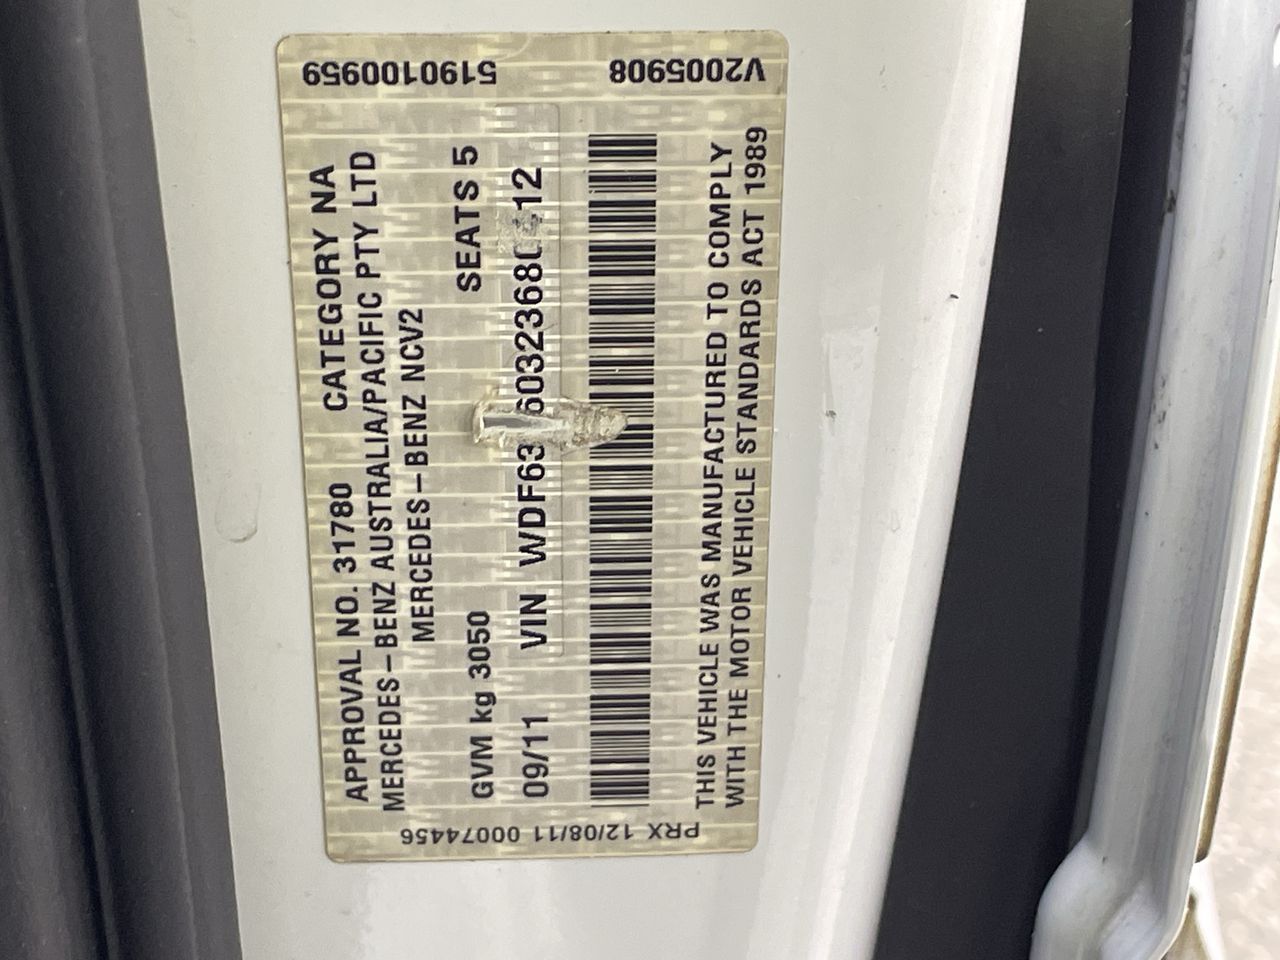 APPROVAL NO. 31780 CATEGORY NA
MERCEDES-BENZ AUSTRALIA/PACIFIC PTY LTD
MERCEDES-BENZ NCV2
GVM kg 3050 SEATS 5
09/11 VIN
THIS VEHICLE WAS MANUFACTURED TO COMPLY
WITH THE MOTOR VEHICLE STANDARDS ACT 1989
PRX 12/08/11 00074456
5190100959
V2005908